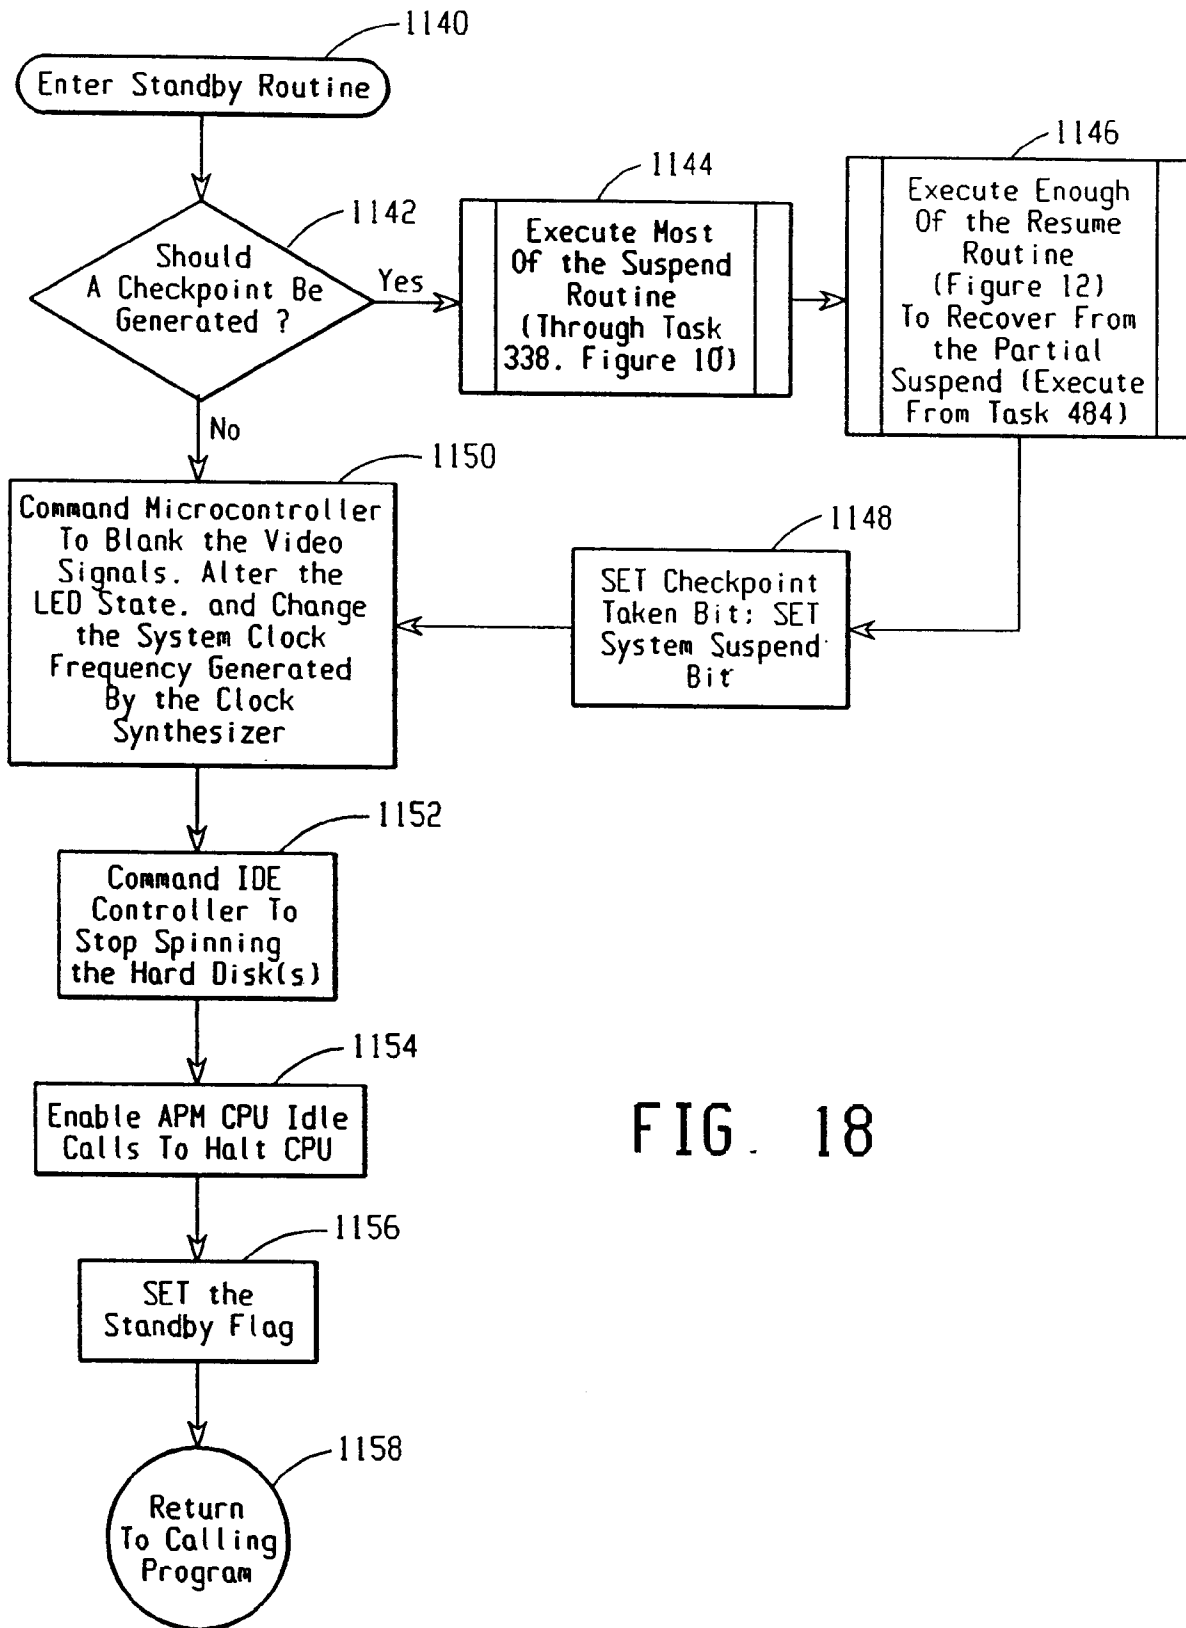 1140
Enter Standby Routine
1142
Should
A Checkpoint Be
Generated ?
Yes
No
1144
Execute Most
Of the Suspend
Routine
(Through Task
338. Figure 10)
1146
Execute Enough
Of the Resume
Routine
(Figure 12)
To Recover From
the Partial
Suspend (Execute
From Task 484)
1148
SET Checkpoint
Taken Bit; SET
System Suspend
Bit
1150
Command Microcontroller
To Blank the Video
Signals. Alter the
LED State. and Change
the System Clock
Frequency Generated
By the Clock
Synthesizer
1152
Command IDE
Controller To
Stop Spinning
the Hard Disk(s)
1154
Enable APM CPU Idle
Calls To Halt CPU
1156
SET the
Standby Flag
1158
Return
To Calling
Program
FIG. 18